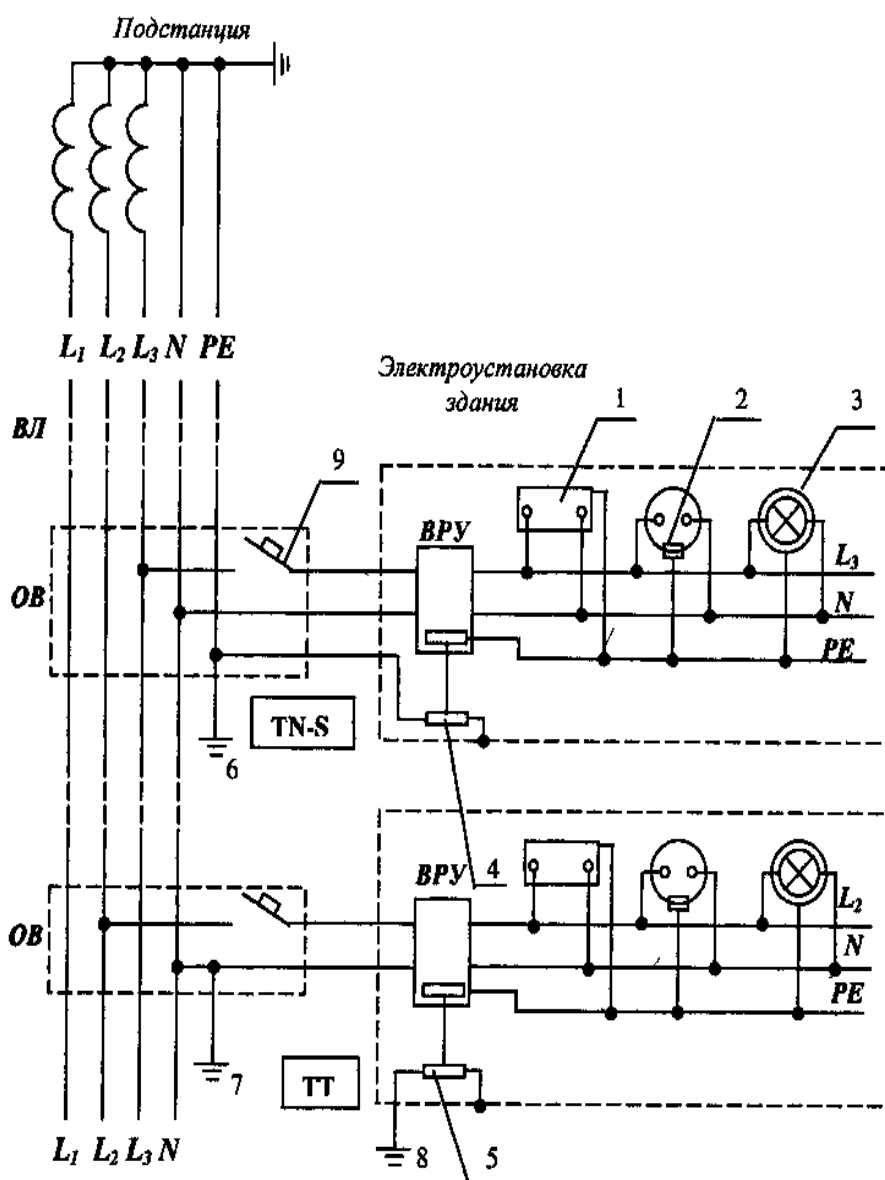 Подстанция
L₁ L₂ L₃ N PE
Электроустановка
здания
1 2 3
ВЛ
9
ВРУ
ОВ
L₃
N
PE
TN-S
6
4
ВРУ
ОВ
L₂
N
PE
7
TT
8 5
L₁ L₂ L₃ N